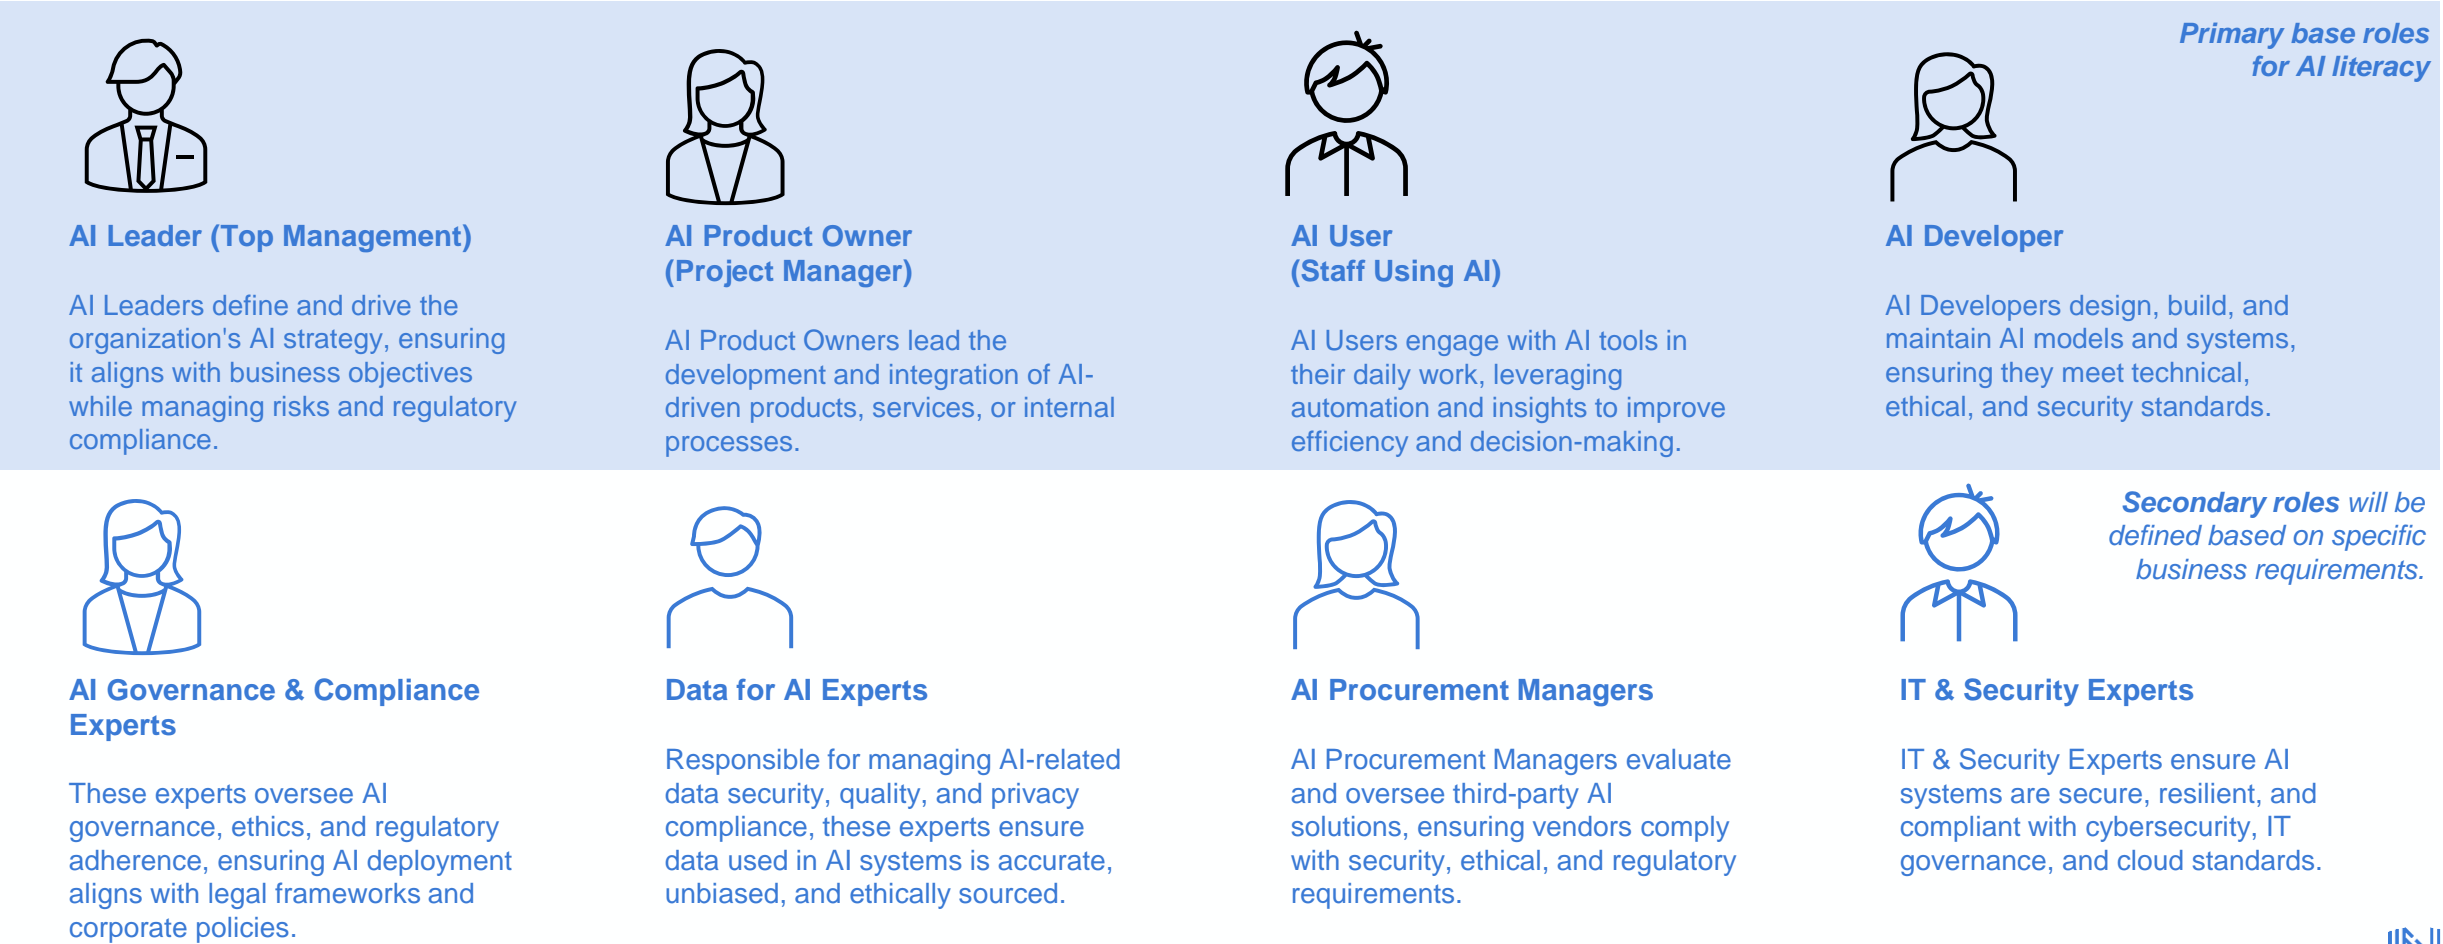 Primary base roles
for AI literacy
AI Leader (Top Management)
AI Leaders define and drive the
organization's AI strategy, ensuring
it aligns with business objectives
while managing risks and regulatory
compliance.
AI Product Owner
(Project Manager)
AI Product Owners lead the
development and integration of AI-
driven products, services, or internal
processes.
AI User
(Staff Using AI)
AI Users engage with AI tools in
their daily work, leveraging
automation and insights to improve
efficiency and decision-making.
AI Developer
AI Developers design, build, and
maintain AI models and systems,
ensuring they meet technical,
ethical, and security standards.
Secondary roles will be
defined based on specific
business requirements.
AI Governance & Compliance
Experts
These experts oversee AI
governance, ethics, and regulatory
adherence, ensuring AI deployment
aligns with legal frameworks and
corporate policies.
Data for AI Experts
Responsible for managing AI-related
data security, quality, and privacy
compliance, these experts ensure
data used in AI systems is accurate,
unbiased, and ethically sourced.
AI Procurement Managers
AI Procurement Managers evaluate
and oversee third-party AI
solutions, ensuring vendors comply
with security, ethical, and regulatory
requirements.
IT & Security Experts
IT & Security Experts ensure AI
systems are secure, resilient, and
compliant with cybersecurity, IT
governance, and cloud standards.